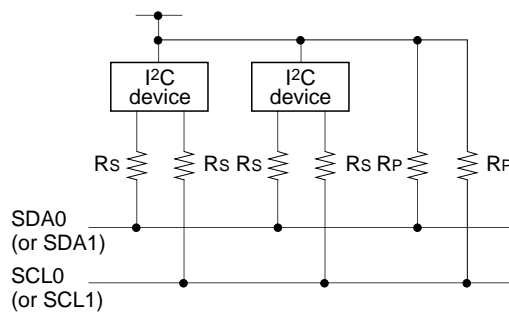 I²C device
I²C device
RS RS RS RS RP RP
SDA0
(or SDA1)
SCL0
(or SCL1)